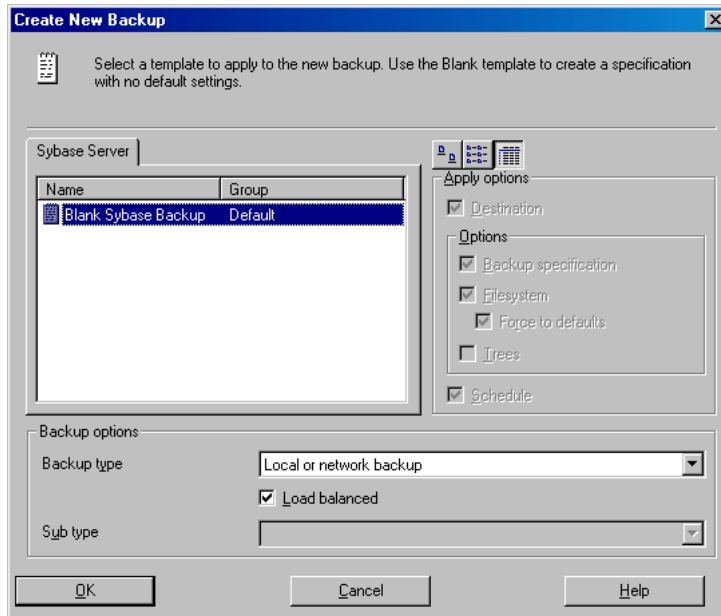 Create New Backup
Select a template to apply to the new backup. Use the Blank template to create a specification
with no default settings.
Sybase Server
Name Group
Blank Sybase Backup Default
Apply options
Destination
Options
Backup specification
Filesystem
Force to defaults
Trees
Schedule
Backup options
Backup type Local or network backup
Load balanced
Sub type
OK Cancel Help